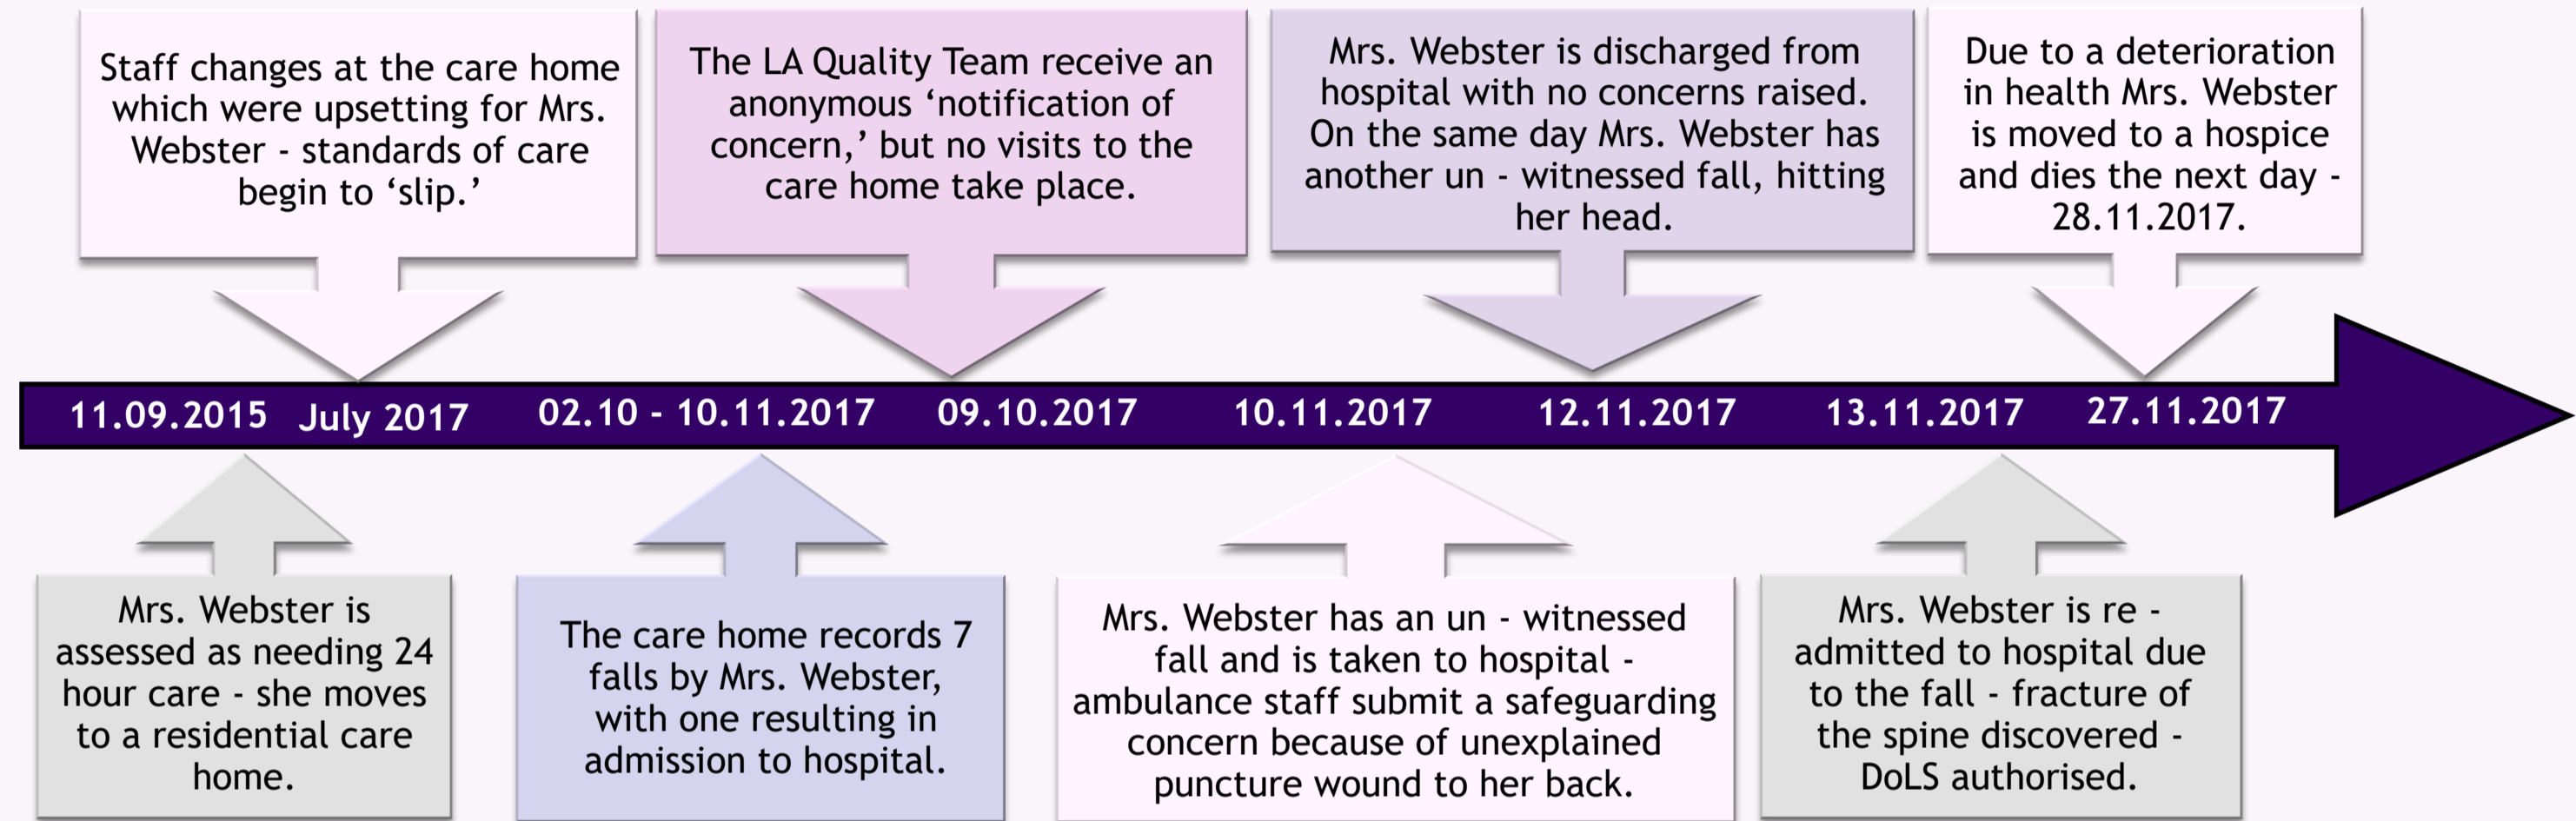 Staff changes at the care home
which were upsetting for Mrs.
Webster - standards of care
begin to ‘slip.’
The LA Quality Team receive an
anonymous ‘notification of
concern,’ but no visits to the
care home take place.
Mrs. Webster is discharged from
hospital with no concerns raised.
On the same day Mrs. Webster has
another un - witnessed fall, hitting
her head.
Due to a deterioration
in health Mrs. Webster
is moved to a hospice
and dies the next day -
28.11.2017.
11.09.2015 July 2017 02.10 - 10.11.2017 09.10.2017 10.11.2017 12.11.2017 13.11.2017 27.11.2017
Mrs. Webster is
assessed as needing 24
hour care - she moves
to a residential care
home.
The care home records 7
falls by Mrs. Webster,
with one resulting in
admission to hospital.
Mrs. Webster has an un - witnessed
fall and is taken to hospital -
ambulance staff submit a safeguarding
concern because of unexplained
puncture wound to her back.
Mrs. Webster is re -
admitted to hospital due
to the fall - fracture of
the spine discovered -
DoLS authorised.